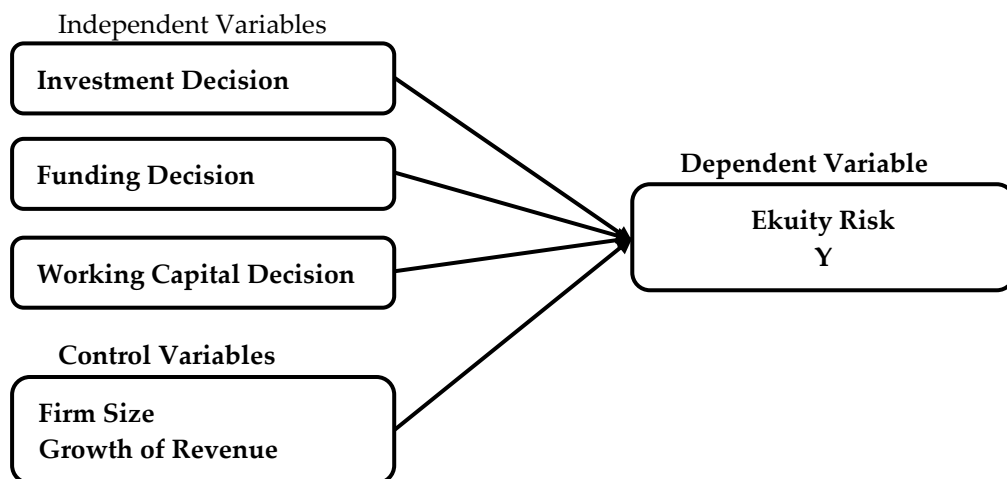 Independent Variables
Investment Decision
Funding Decision
Working Capital Decision
Control Variables
Firm Size
Growth of Revenue
Dependent Variable
Ekuity Risk
Y